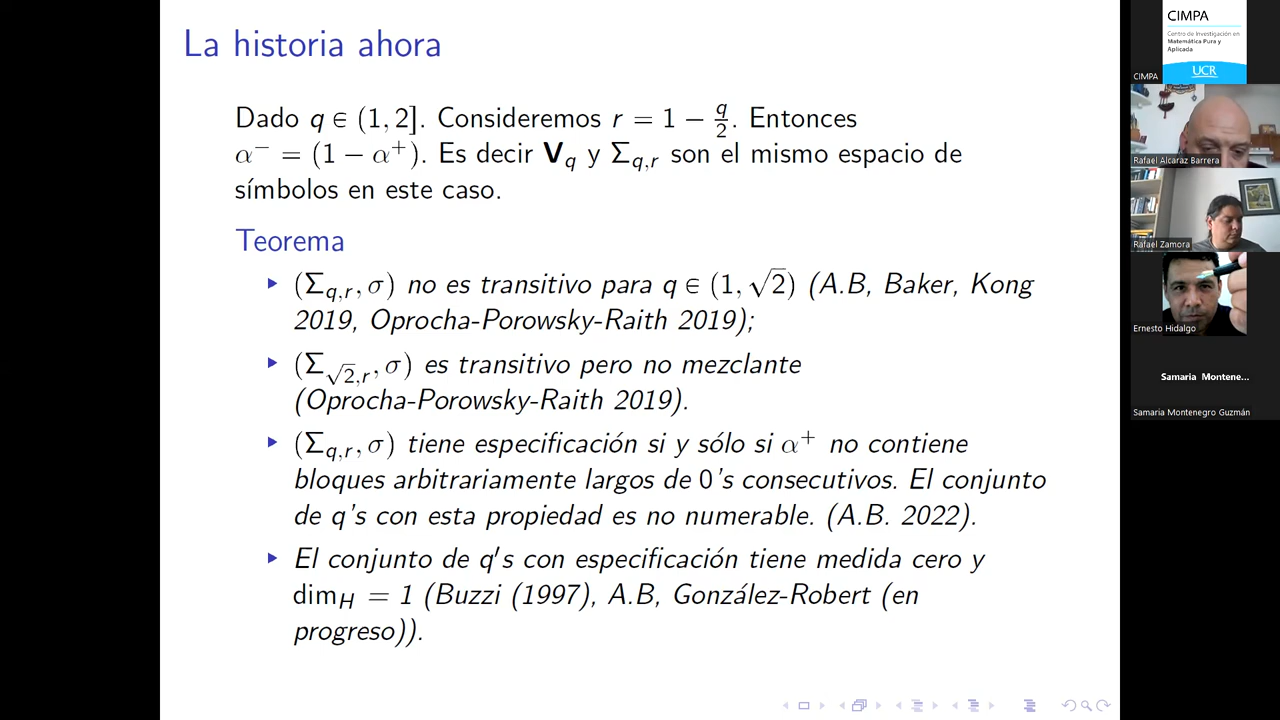 La historia ahora
Dado q ∈ (1, 2]. Consideremos r = 1 − q/2. Entonces
α⁻ = (1 − α⁺). Es decir V_q y Σ_{q,r} son el mismo espacio de
símbolos en este caso.
Teorema
▶ (Σ_{q,r}, σ) no es transitivo para q ∈ (1, √2) (A.B, Baker, Kong
2019, Oprocha-Porowsky-Raith 2019);
▶ (Σ_{√2,r}, σ) es transitivo pero no mezclante
(Oprocha-Porowsky-Raith 2019).
▶ (Σ_{q,r}, σ) tiene especificación si y sólo si α⁺ no contiene
bloques arbitrariamente largos de 0's consecutivos. El conjunto
de q's con esta propiedad es no numerable. (A.B. 2022).
▶ El conjunto de q's con especificación tiene medida cero y
dim_H = 1 (Buzzi (1997), A.B, González-Robert (en
progreso)).
CIMPA
Centro de Investigación en
Matemática Pura y
Aplicada
UCR
CIMPA
Rafael Alcaraz Barrera
Rafael Zamora
Ernesto Hidalgo
Samaria Montene...
Samaria Montenegro Guzmán